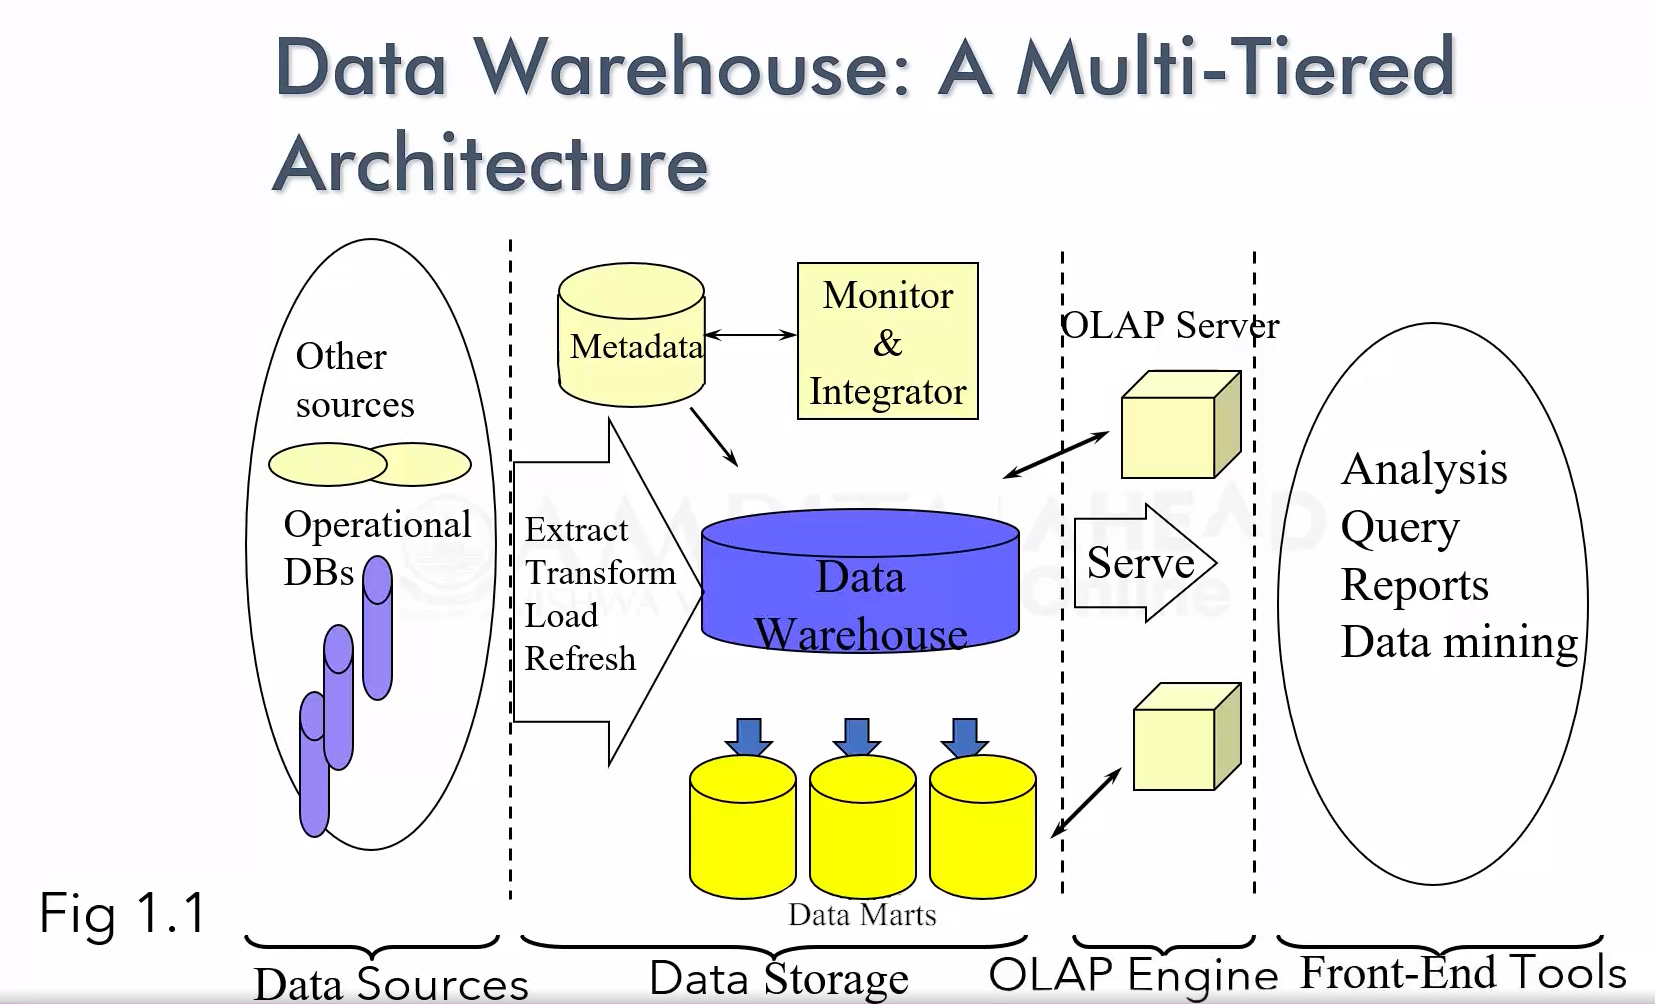 Data Warehouse: A Multi-Tiered
Architecture
Other
sources
Operational
DBs
Metadata
Monitor
&
Integrator
Extract
Transform
Load
Refresh
Data
Warehouse
Data Marts
OLAP Server
Serve
Analysis
Query
Reports
Data mining
Fig 1.1
Data Sources
Data Storage
OLAP Engine
Front-End Tools
AHEAD
Online